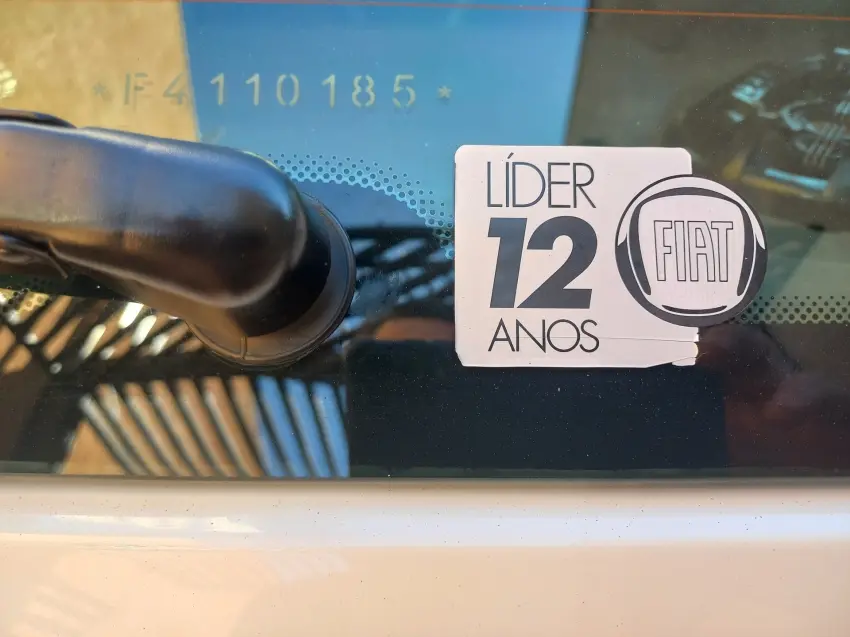 *F4110185*
LÍDER
12
ANOS
FIAT